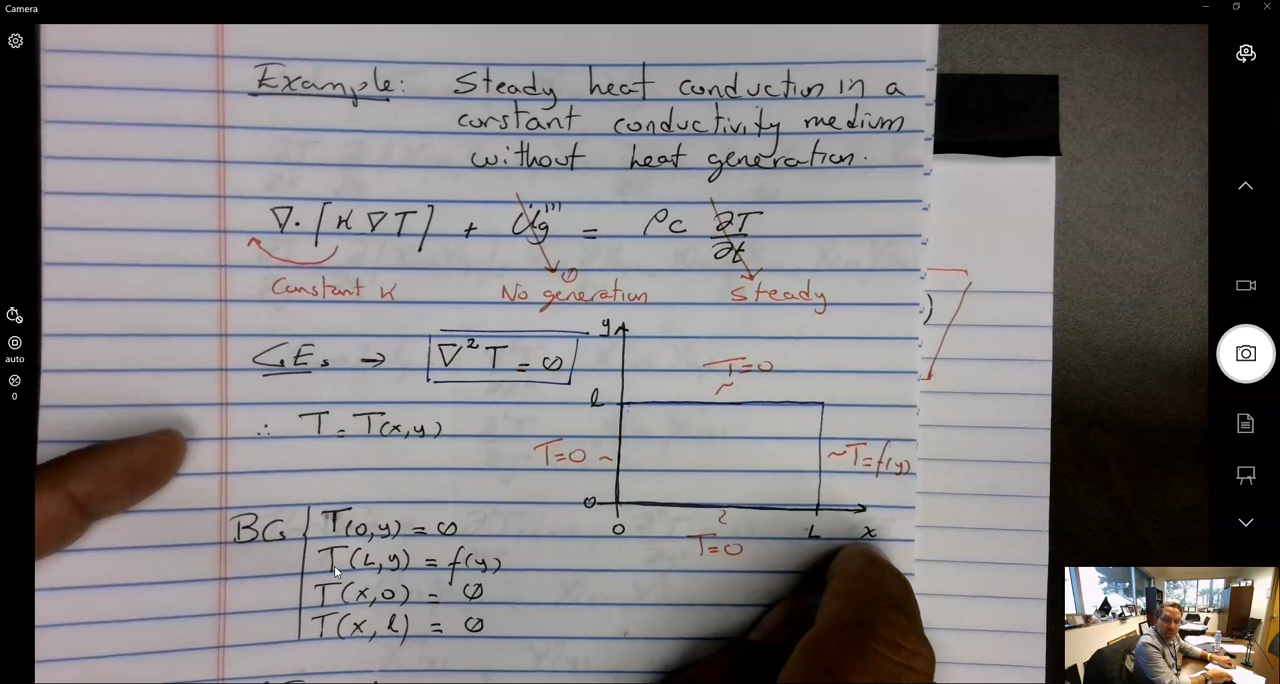 Camera
Example: Steady heat conduction in a
constant conductivity medium
without heat generation.
∇·[κ∇T] + u̇g''' = ρc ∂T/∂t
Constant κ
No generation
Steady
G.Es → ∇²T = 0
∴ T = T(x,y)
y
T=0
l
T=0
T=f(y)
0
0
L
x
T=0
BCs
T(0,y) = 0
T(L,y) = f(y)
T(x,0) = 0
T(x,l) = 0
auto
0